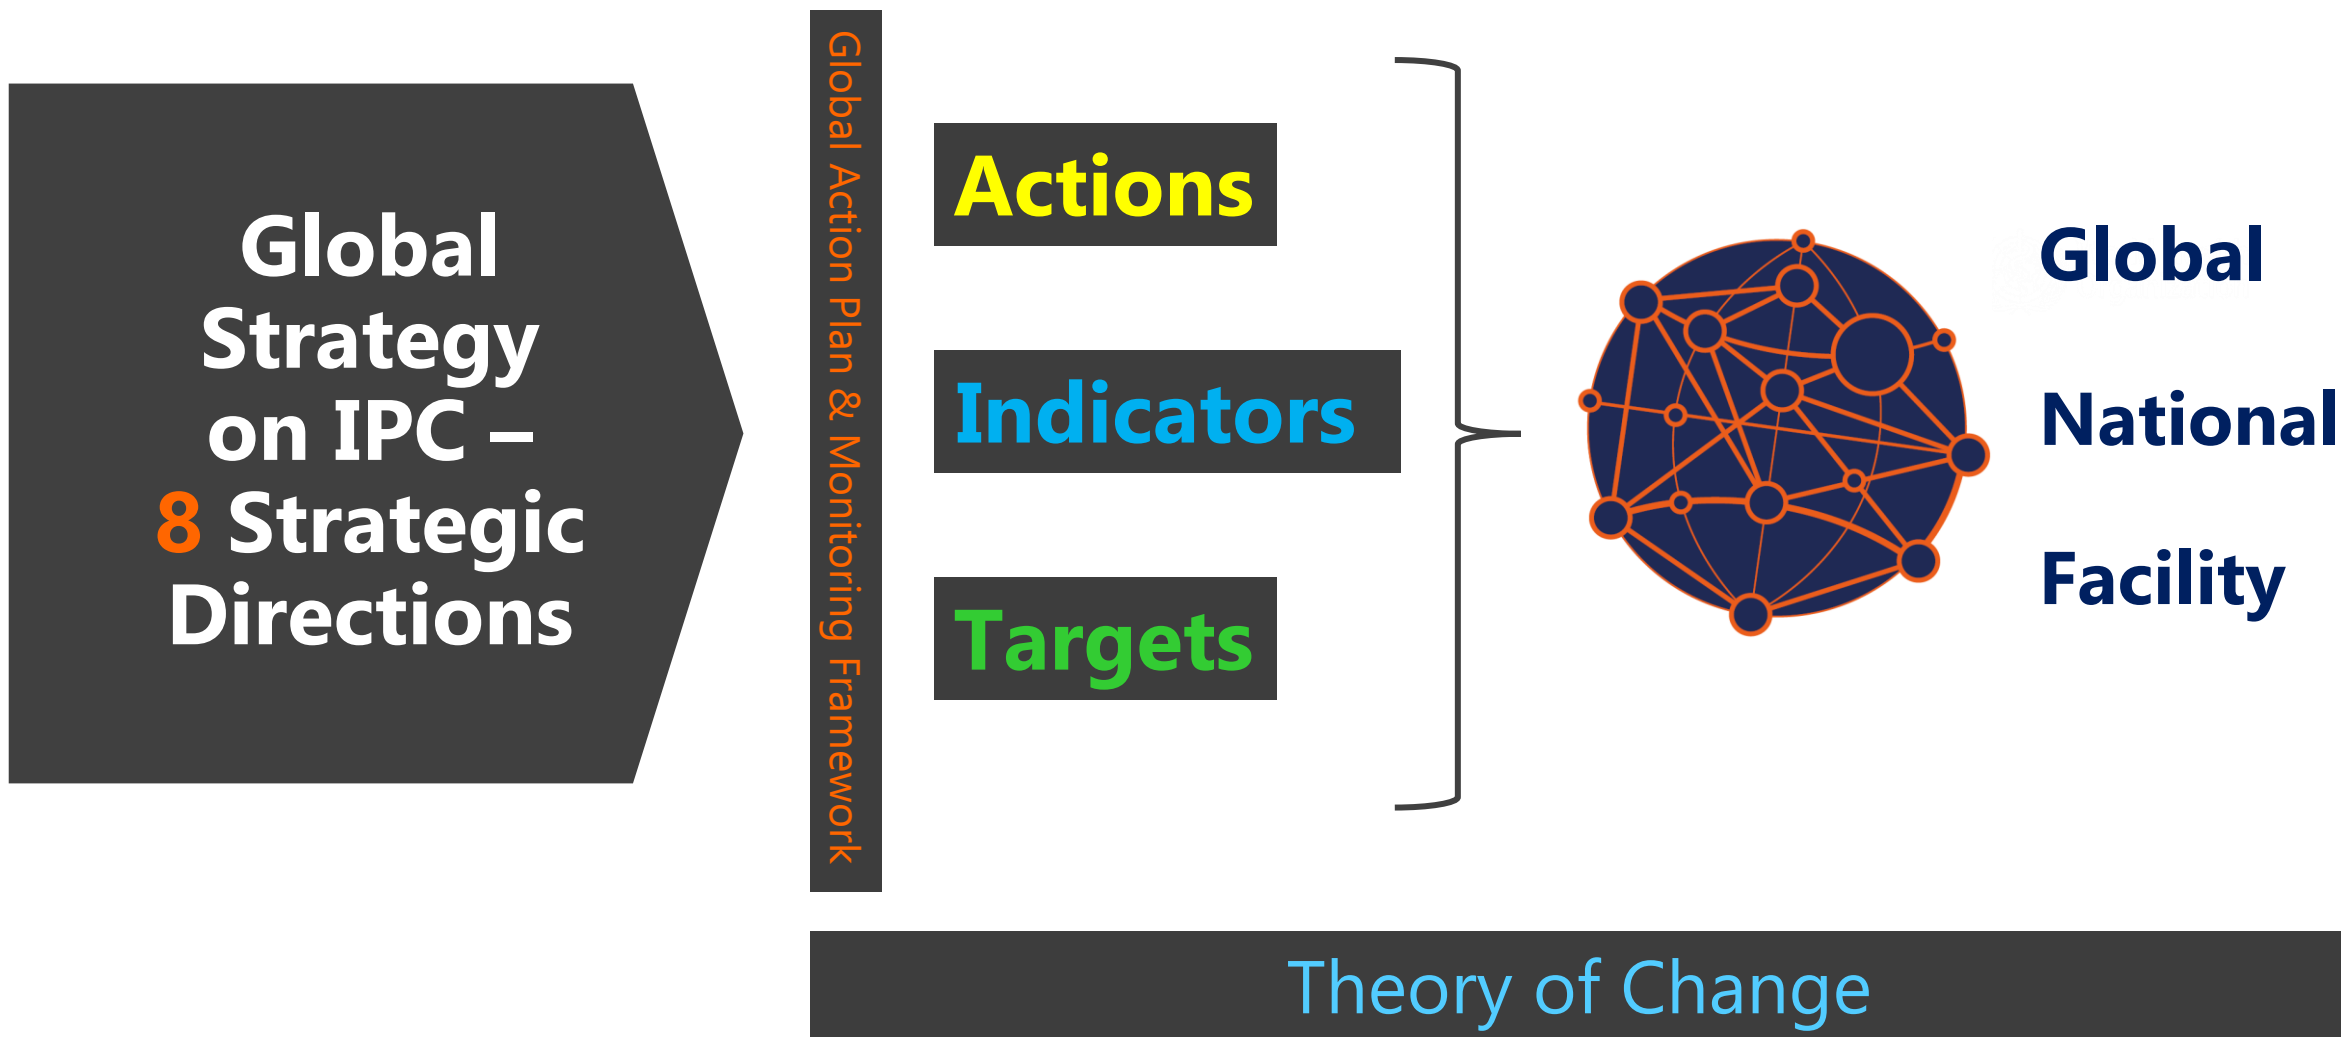 Global
Strategy
on IPC –
8 Strategic
Directions
Global Action Plan & Monitoring Framework
Actions
Indicators
Targets
Global
National
Facility
Theory of Change